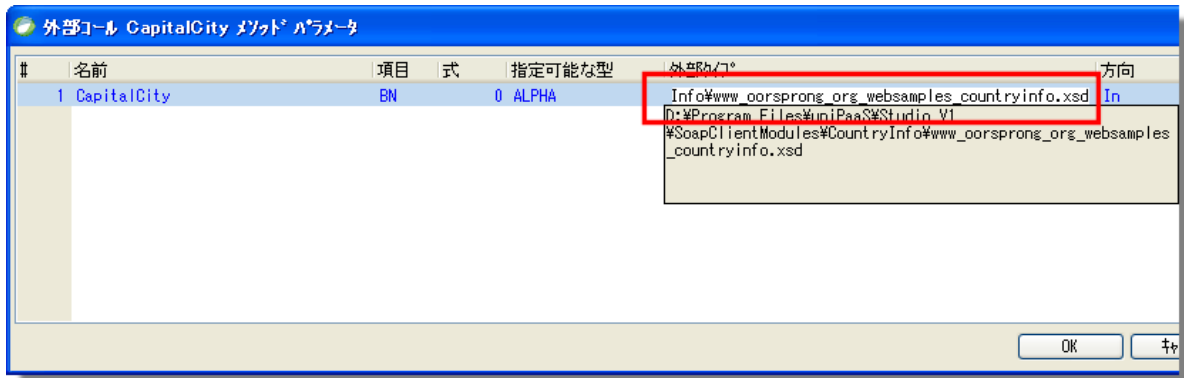 外部コール CapitalCity メソッド パラメータ
# 名前 項目 式 指定可能な型 外部タイプ 方向
1 CapitalCity BN 0 ALPHA Info¥www_oorsprong_org_websamples_countryinfo.xsd In
D:¥Program Files¥uniPaaS¥Studio V1
¥SoapClientModules¥CountryInfo¥www_oorsprong_org_websamples
_countryinfo.xsd
OK キャ